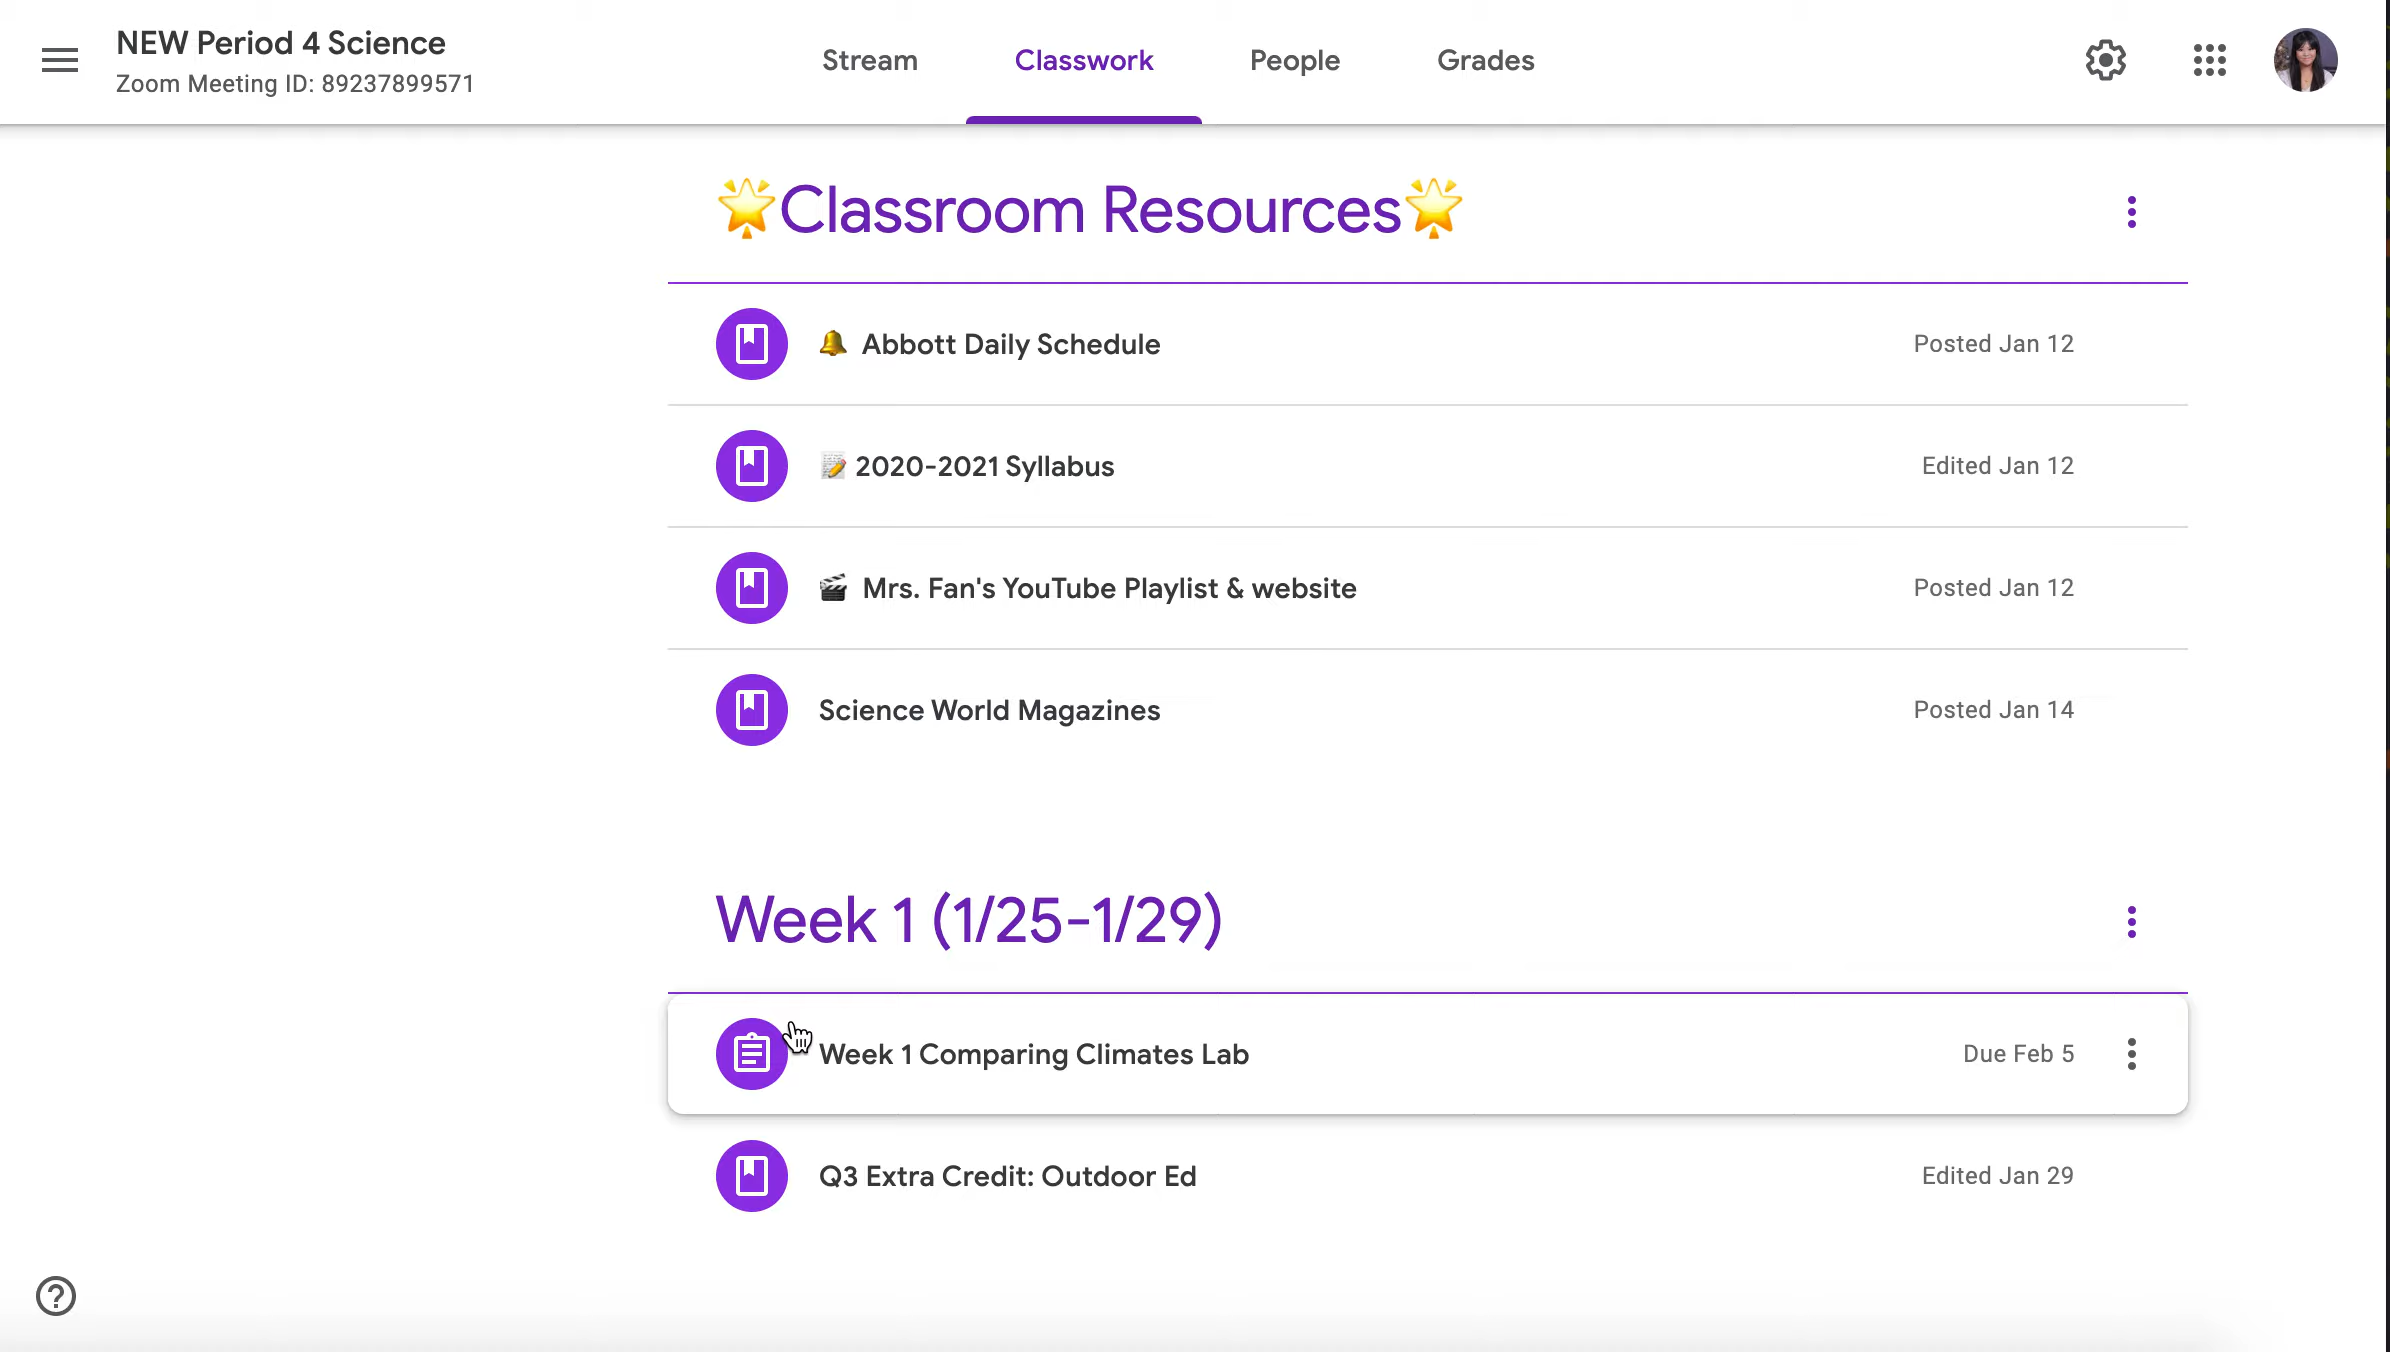 NEW Period 4 Science
Zoom Meeting ID: 89237899571
Stream
Classwork
People
Grades
🌟Classroom Resources🌟
🔔 Abbott Daily Schedule
Posted Jan 12
📝 2020-2021 Syllabus
Edited Jan 12
🎬 Mrs. Fan's YouTube Playlist & website
Posted Jan 12
Science World Magazines
Posted Jan 14
Week 1 (1/25-1/29)
Week 1 Comparing Climates Lab
Due Feb 5
Q3 Extra Credit: Outdoor Ed
Edited Jan 29